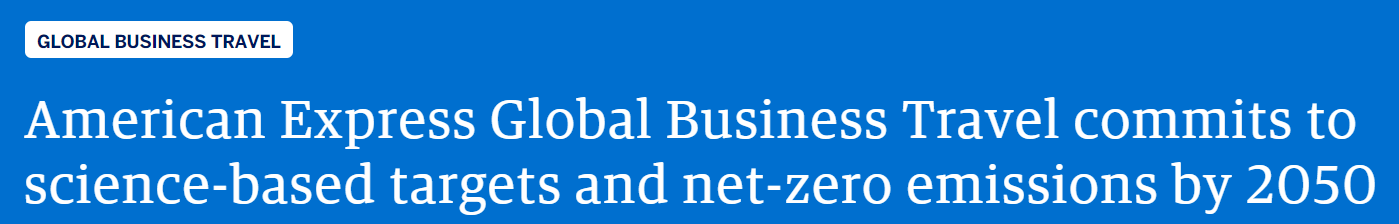 GLOBAL BUSINESS TRAVEL
American Express Global Business Travel commits to
science-based targets and net-zero emissions by 2050